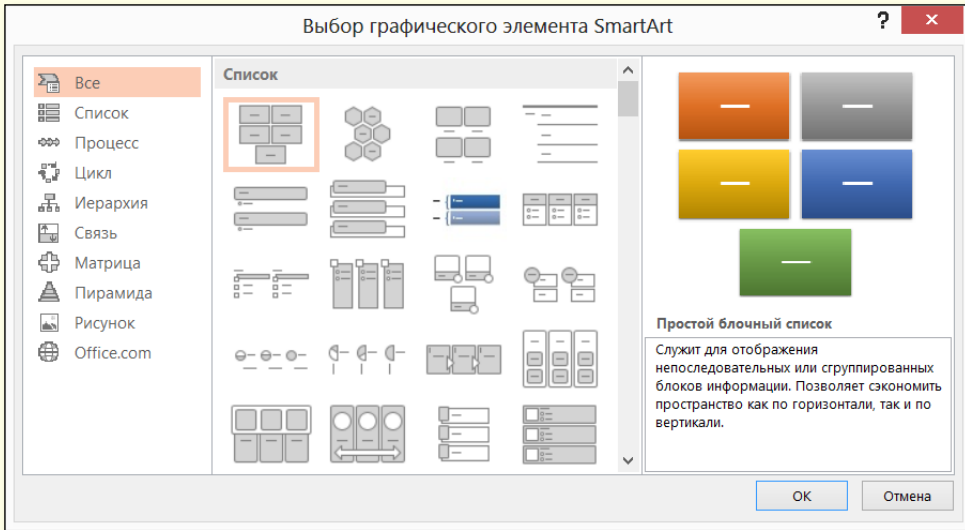 Выбор графического элемента SmartArt
?
Все
Список
Процесс
Цикл
Иерархия
Связь
Матрица
Пирамида
Рисунок
Office.com
Список
Простой блочный список
Служит для отображения
непоследовательных или сгруппированных
блоков информации. Позволяет сэкономить
пространство как по горизонтали, так и по
вертикали.
ОК
Отмена